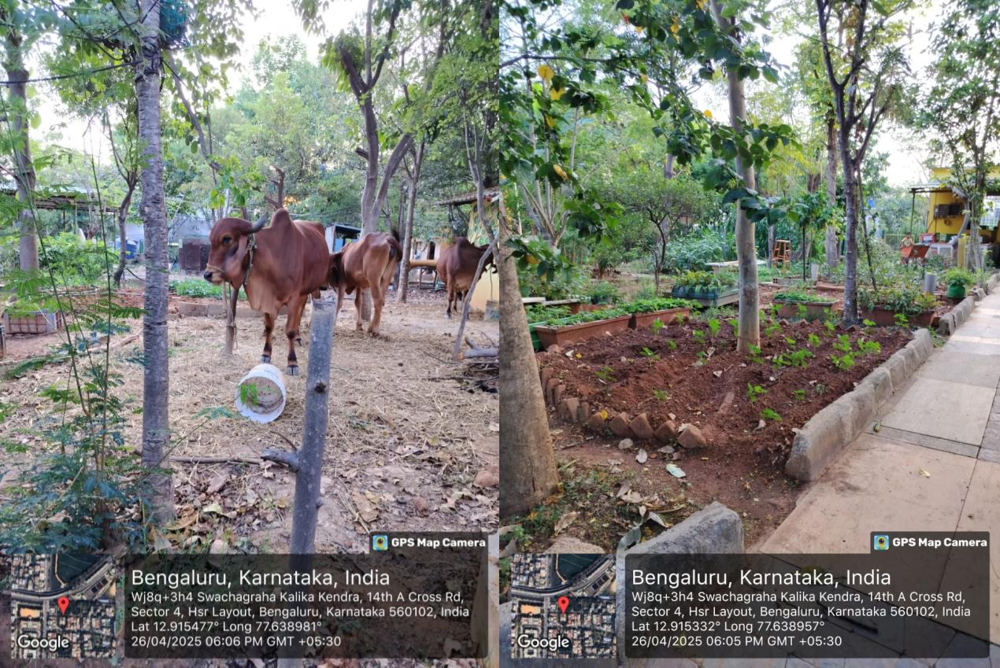 GPS Map Camera
Bengaluru, Karnataka, India
Wj8q+3h4 Swachagraha Kalika Kendra, 14th A Cross Rd,
Sector 4, Hsr Layout, Bengaluru, Karnataka 560102, India
Lat 12.915477° Long 77.638981°
26/04/2025 06:06 PM GMT +05:30
Google
GPS Map Camera
Bengaluru, Karnataka, India
Wj8q+3h4 Swachagraha Kalika Kendra, 14th A Cross Rd,
Sector 4, Hsr Layout, Bengaluru, Karnataka 560102, India
Lat 12.915332° Long 77.638957°
26/04/2025 06:05 PM GMT +05:30
Google